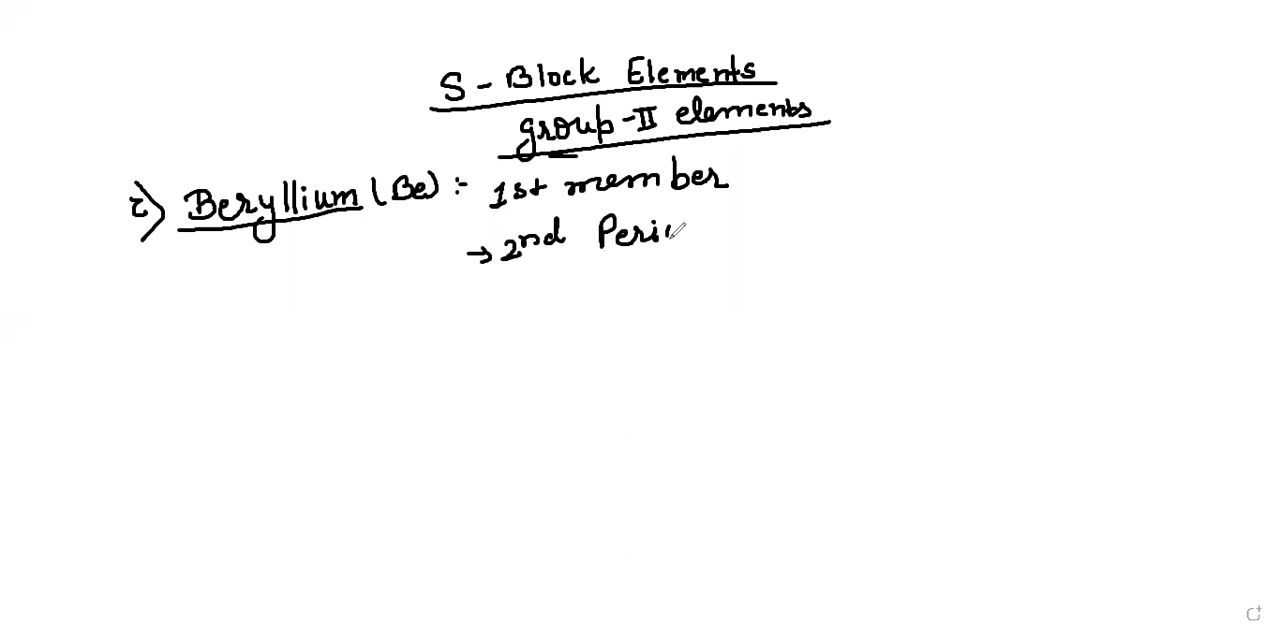 S - Block Elements
group - II elements
i) Beryllium (Be) :- 1st member
→ 2nd Peri